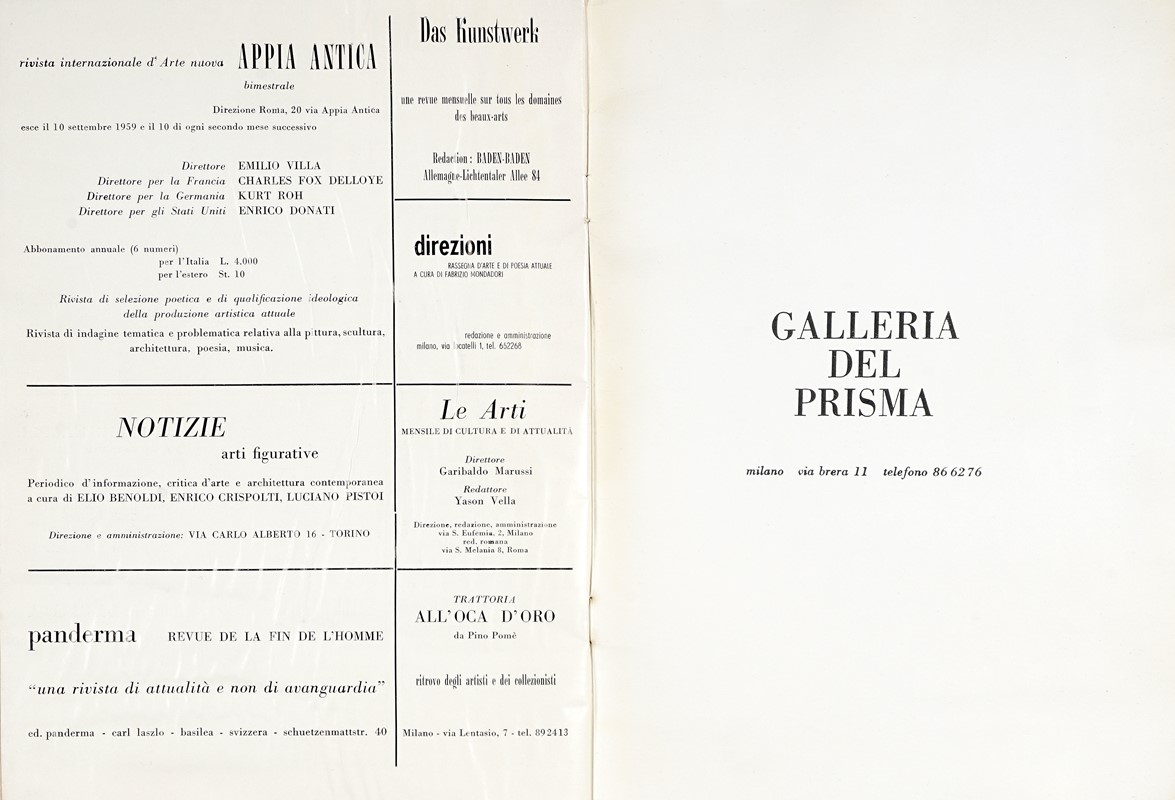 rivista internazionale d'Arte nuova APPIA ANTICA
bimestrale
Direzione Roma, 20 via Appia Antica
esce il 10 settembre 1959 e il 10 di ogni secondo mese successivo
Direttore EMILIO VILLA
Direttore per la Francia CHARLES FOX DELLOYE
Direttore per la Germania KURT ROH
Direttore per gli Stati Uniti ENRICO DONATI
Abbonamento annuale (6 numeri)
per l'Italia L. 4.000
per l'estero St. 10
Rivista di selezione poetica e di qualificazione ideologica
della produzione artistica attuale
Rivista di indagine tematica e problematica relativa alla pittura, scultura,
architettura, poesia, musica.
NOTIZIE
arti figurative
Periodico d'informazione, critica d'arte e architettura contemporanea
a cura di ELIO BENOLDI, ENRICO CRISPOLTI, LUCIANO PISTOI
Direzione e amministrazione: VIA CARLO ALBERTO 16 - TORINO
panderma REVUE DE LA FIN DE L'HOMME
"una rivista di attualità e non di avanguardia"
ed. panderma - carl laszlo - basilea - svizzera - schuetzenmattstr. 40
Das Kunstwerk
une revue mensuelle sur tous les domaines
des beaux-arts
Redaction : BADEN-BADEN
Allemagne-Lichtentaler Allee 84
direzioni
RASSEGNA D'ARTE E DI POESIA ATTUALE
A CURA DI FABRIZIO MONDADORI
redazione e amministrazione
milano, via locatelli 1, tel. 652268
Le Arti
MENSILE DI CULTURA E DI ATTUALITÀ
Direttore
Garibaldo Marussi
Redattore
Yason Vella
Direzione, redazione, amministrazione
via S. Eufemia, 2, Milano
red. romana
via S. Melania 8, Roma
TRATTORIA
ALL'OCA D'ORO
da Pino Pomè
ritrovo degli artisti e dei collezionisti
Milano - via Lentasio, 7 - tel. 892413
GALLERIA
DEL
PRISMA
milano via brera 11 telefono 86 62 76